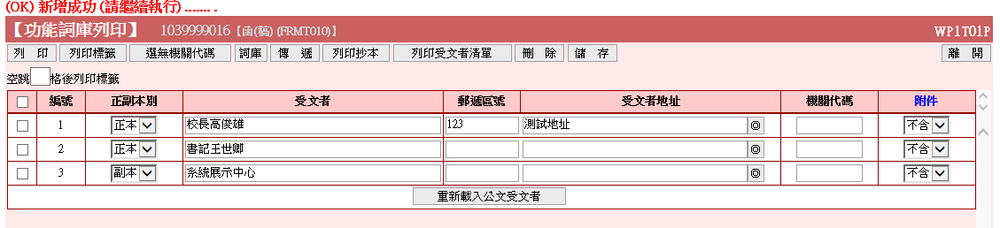 (OK) 新增成功 (請繼續執行) ....... .
【功能詞庫列印】 1039999016【函(稿) (FRMT010)】 WP1T01P
列 印 列印標籤 選無機關代碼 詞庫 傳 遞 列印抄本 列印受文者清單 刪 除 儲 存 離 開
空跳 格後列印標籤
編號 正副本別 受文者 郵遞區號 受文者地址 機關代碼 附件
1 正本 校長高俊雄 123 測試地址 ◎ 不含
2 正本 書記王世卿 ◎ 不含
3 副本 系統展示中心 ◎ 不含
重新載入公文受文者